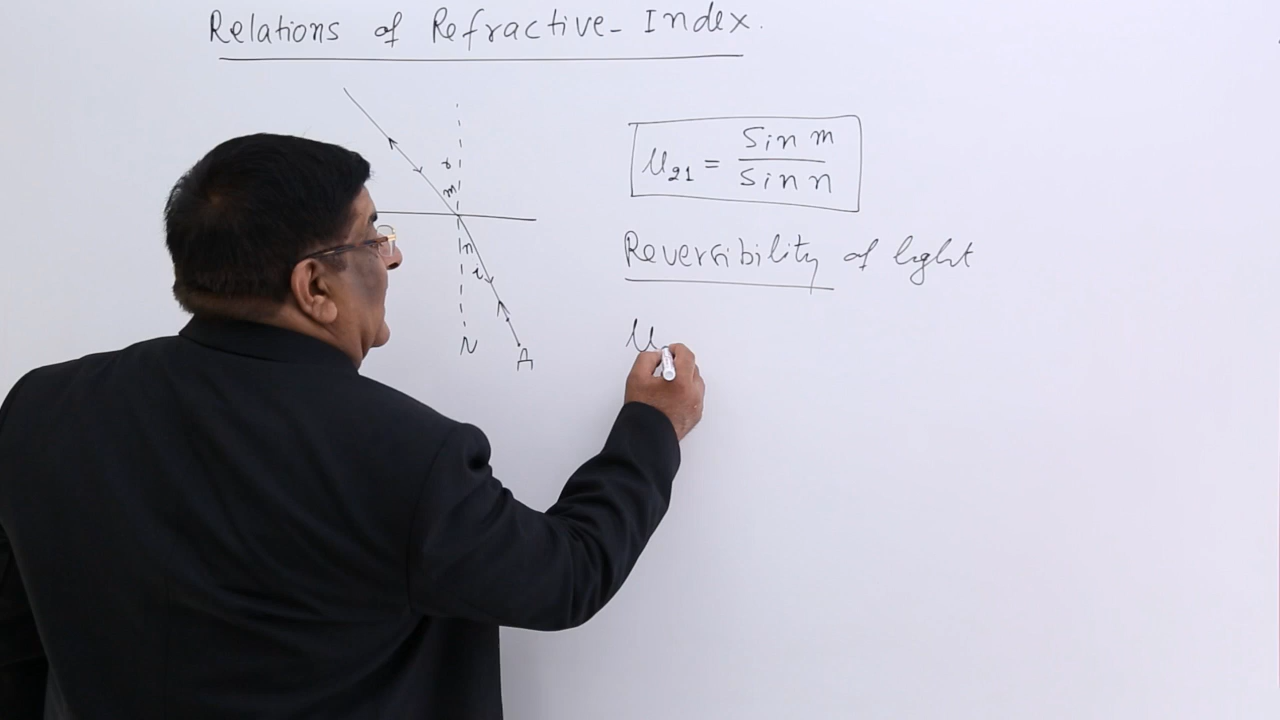 Relations of Refractive- Index.
r
m
n
i
N
A
μ21 = Sin m / Sin n
Reversibility of light
μ